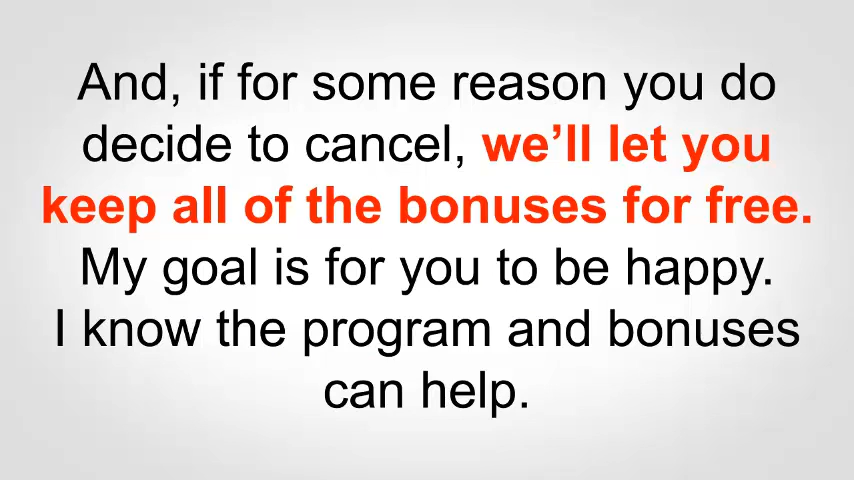 And, if for some reason you do
decide to cancel, we’ll let you
keep all of the bonuses for free.
My goal is for you to be happy.
I know the program and bonuses
can help.